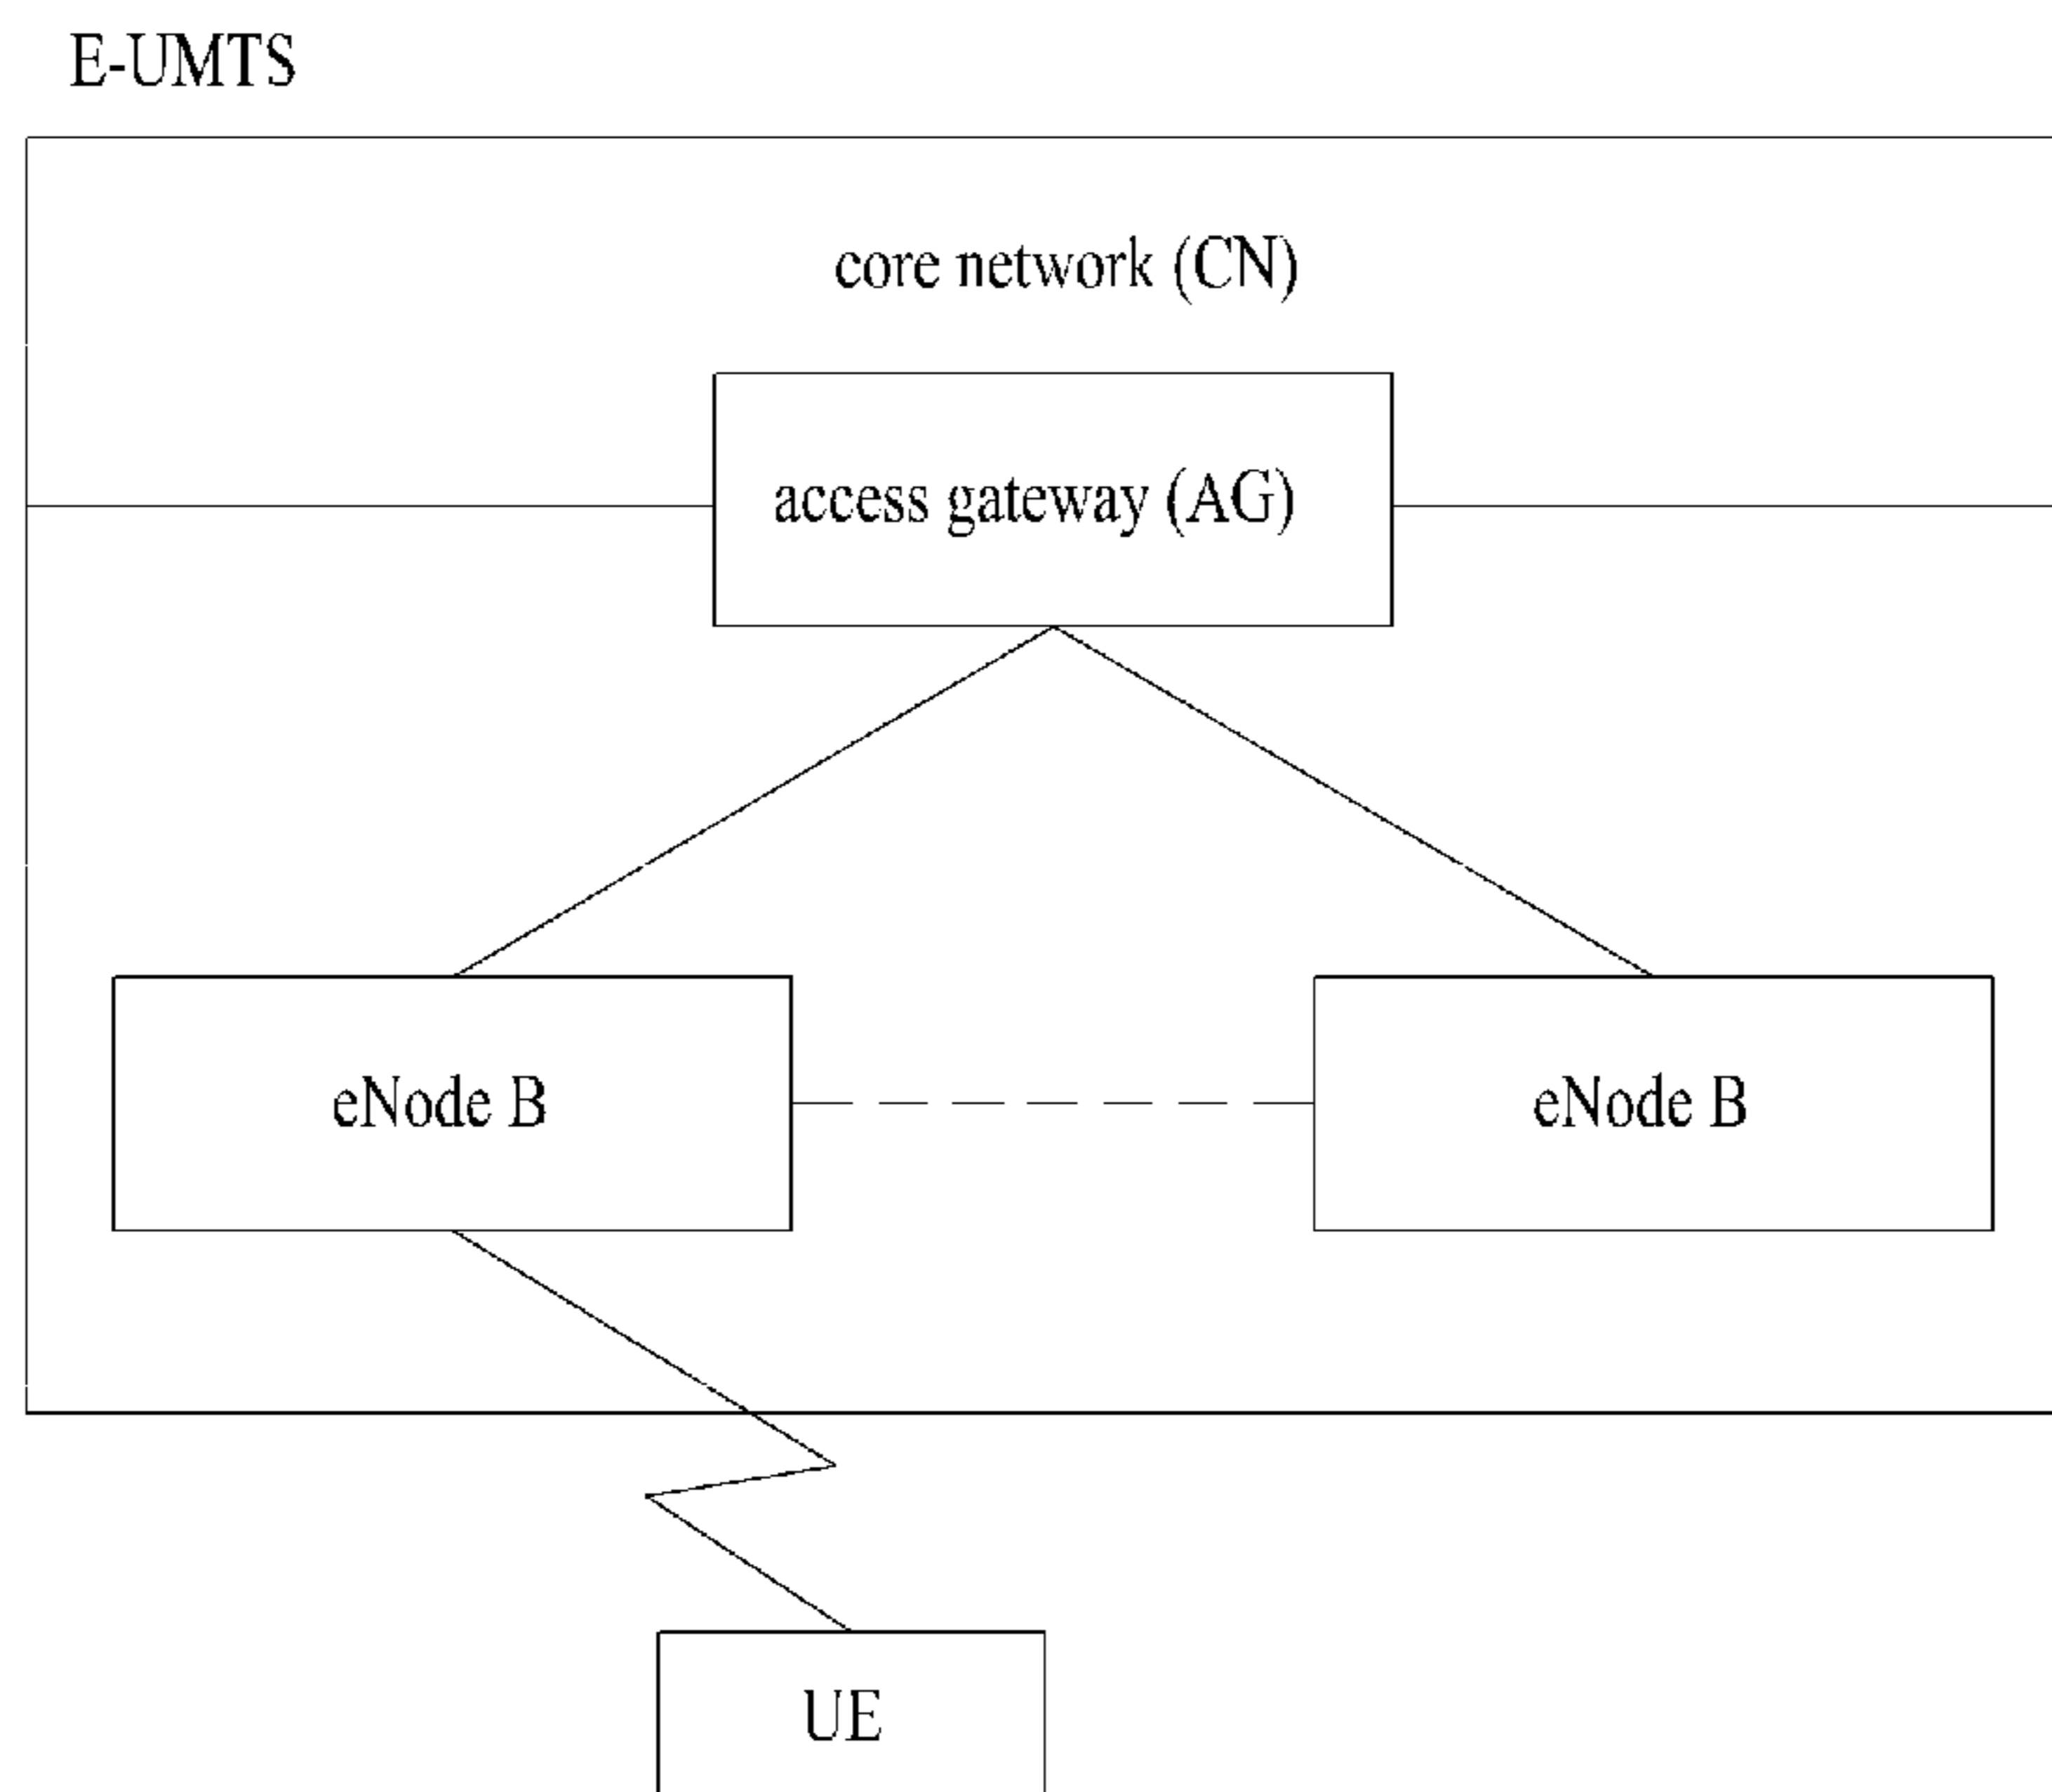 E-UMTS
core network (CN)
access gateway (AG)
eNode B
eNode B
UE